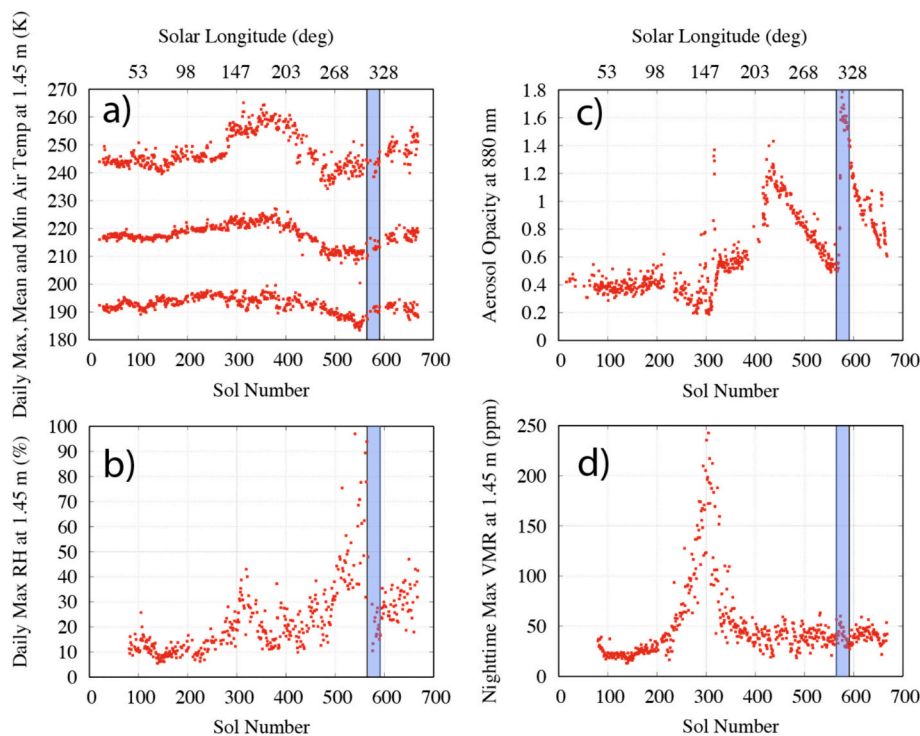 Solar Longitude (deg)
53 98 147 203 268 328
Daily Max, Mean and Min Air Temp at 1.45 m (K)
a)
270
260
250
240
230
220
210
200
190
180
0 100 200 300 400 500 600 700
Sol Number
Solar Longitude (deg)
53 98 147 203 268 328
Aerosol Opacity at 880 nm
c)
1.8
1.6
1.4
1.2
1
0.8
0.6
0.4
0.2
0
0 100 200 300 400 500 600 700
Sol Number
Daily Max RH at 1.45 m (%)
b)
100
90
80
70
60
50
40
30
20
10
0
0 100 200 300 400 500 600 700
Sol Number
Nighttime Max VMR at 1.45 m (ppm)
d)
250
200
150
100
50
0
0 100 200 300 400 500 600 700
Sol Number